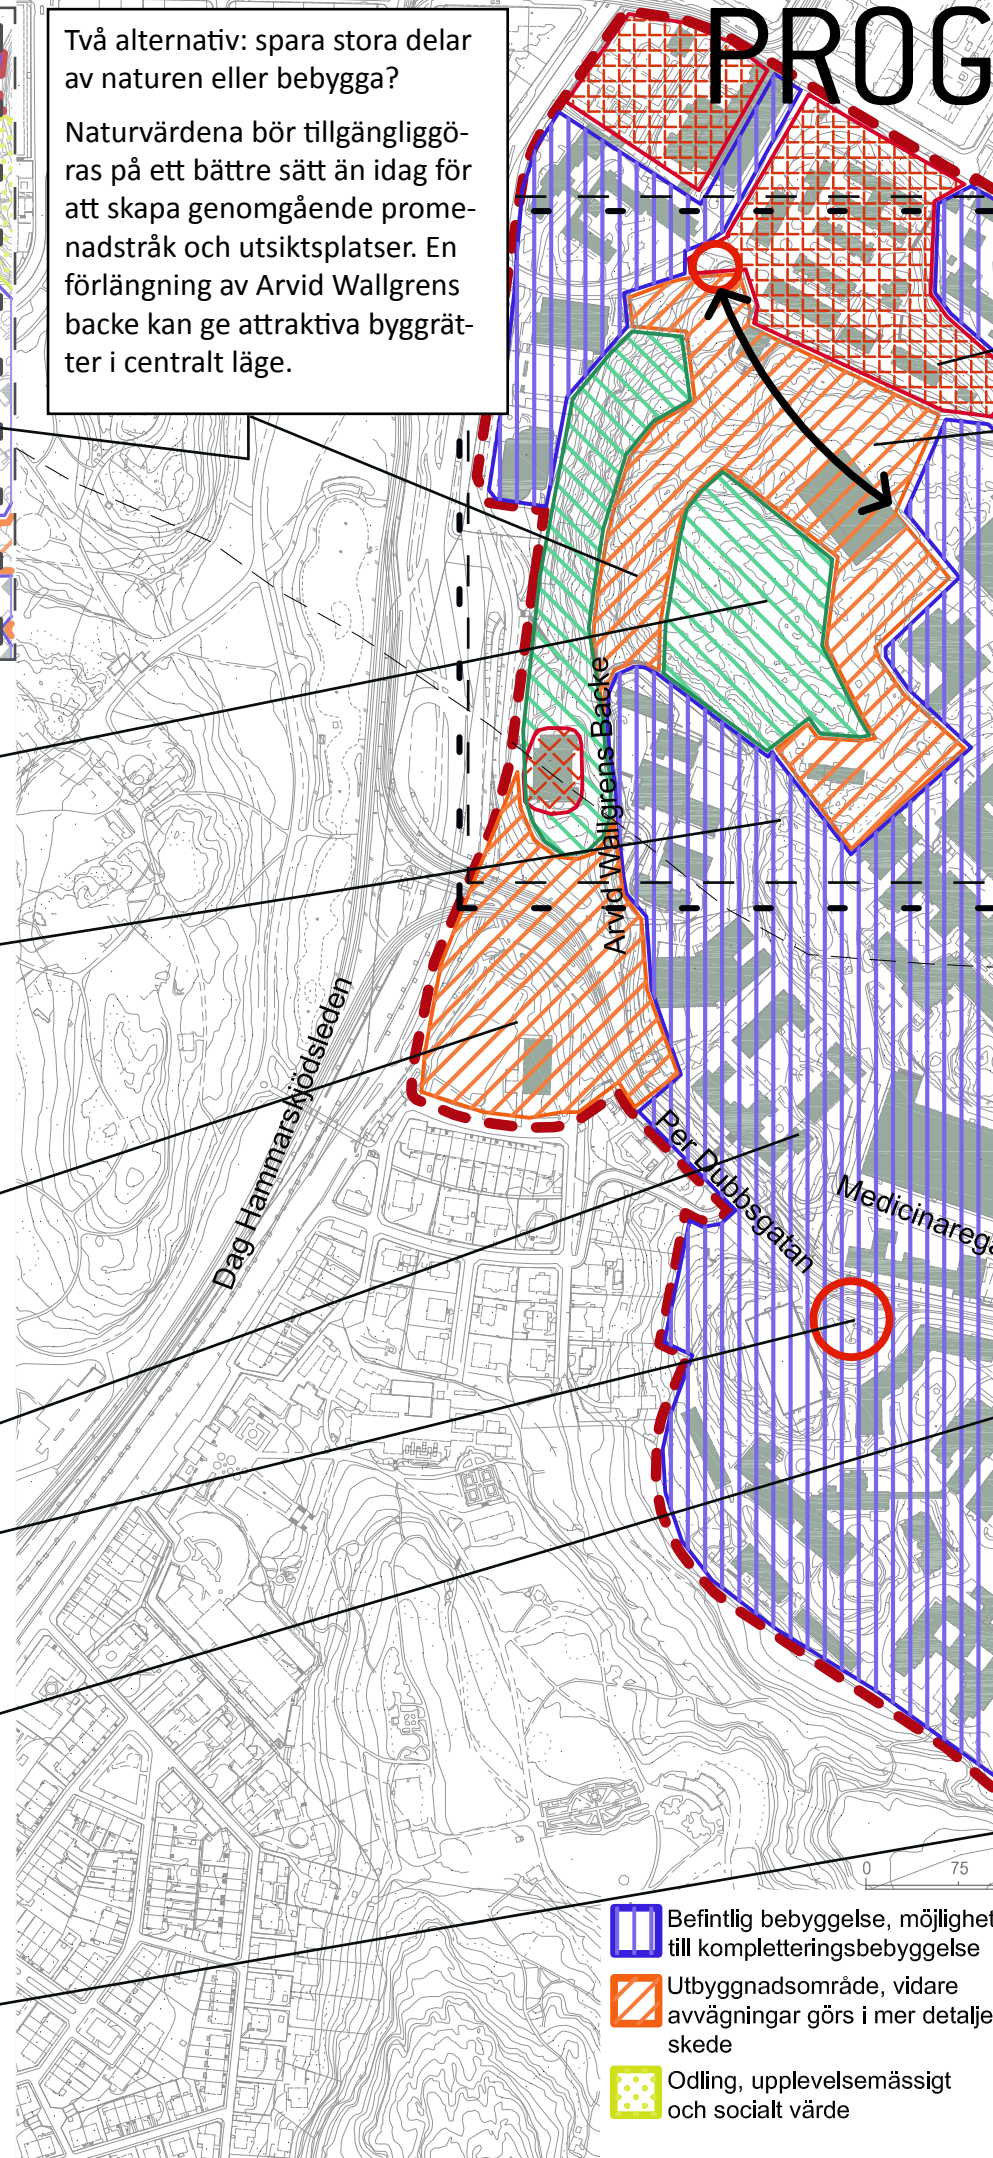 Två alternativ: spara stora delar
av naturen eller bebygga?
Naturvärdena bör tillgängliggö-
ras på ett bättre sätt än idag för
att skapa genomgående prome-
nadstråk och utsiktsplatser. En
förlängning av Arvid Wallgrens
backe kan ge attraktiva byggrät-
ter i centralt läge.
PROG
Arvid Wallgrens Backe
Dag Hammarskjödsleden
Per Dubbsgatan
Medicinarega
0 75
Befintlig bebyggelse, möjlighet
till kompletteringsbebyggelse
Utbyggnadsområde, vidare
avvägningar görs i mer detalje
skede
Odling, upplevelsemässigt
och socialt värde